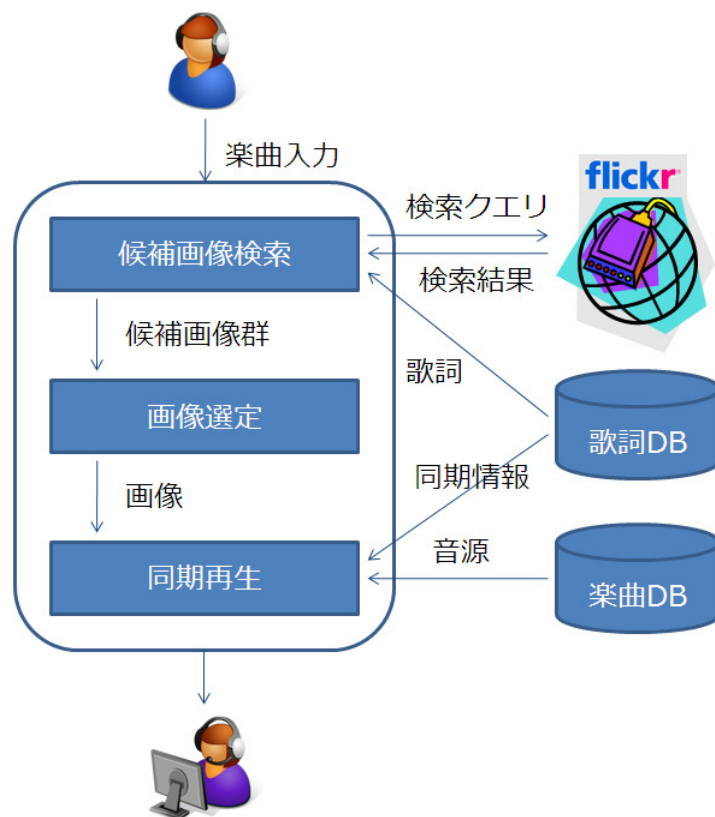 楽曲入力
flickr
検索クエリ
候補画像検索
検索結果
候補画像群
歌詞
画像選定
歌詞DB
同期情報
画像
音源
同期再生
楽曲DB